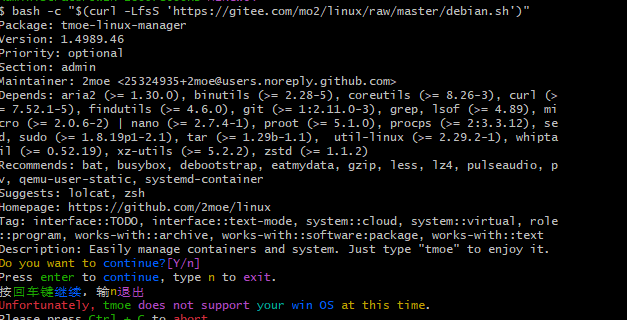 $ bash -c "$(curl -LfsS 'https://gitee.com/mo2/linux/raw/master/debian.sh')"
Package: tmoe-linux-manager
Version: 1.4989.46
Priority: optional
Section: admin
Maintainer: 2moe <25324935+2moe@users.noreply.github.com>
Depends: aria2 (>= 1.30.0), binutils (>= 2.28-5), coreutils (>= 8.26-3), curl (>
= 7.52.1-5), findutils (>= 4.6.0), git (>= 1:2.11.0-3), grep, lsof (>= 4.89), mi
cro (>= 2.0.6-2) | nano (>= 2.7.4-1), proot (>= 5.1.0), procps (>= 2:3.3.12), se
d, sudo (>= 1.8.19p1-2.1), tar (>= 1.29b-1.1),  util-linux (>= 2.29.2-1), whipta
il (>= 0.52.19), xz-utils (>= 5.2.2), zstd (>= 1.1.2)
Recommends: bat, busybox, debootstrap, eatmydata, gzip, less, lz4, pulseaudio, p
v, qemu-user-static, systemd-container
Suggests: lolcat, zsh
Homepage: https://github.com/2moe/linux
Tag: interface::TODO, interface::text-mode, system::cloud, system::virtual, role
::program, works-with::archive, works-with::software:package, works-with::text
Description: Easily manage containers and system. Just type "tmoe" to enjoy it.
Do you want to continue?[Y/n]
Press enter to continue, type n to exit.
按回车键继续, 输n退出
Unfortunately, tmoe does not support your win OS at this time.
Please press Ctrl + C to abort